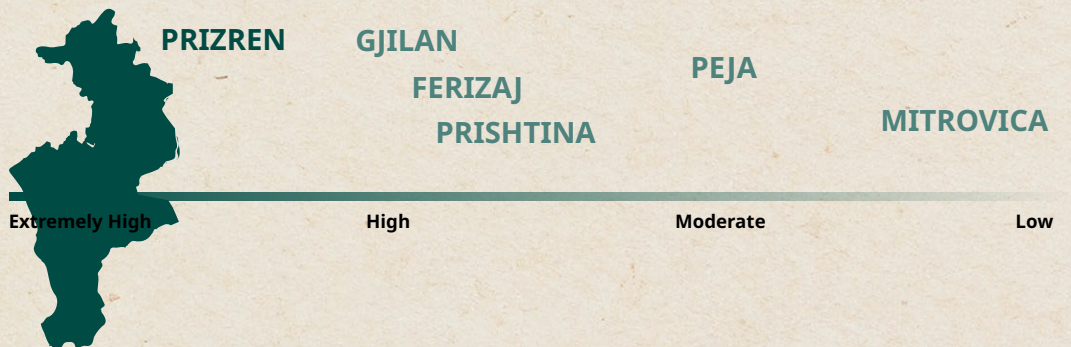 PRIZREN
GJILAN
FERIZAJ
PRISHTINA
PEJA
MITROVICA
Extremely High
High
Moderate
Low